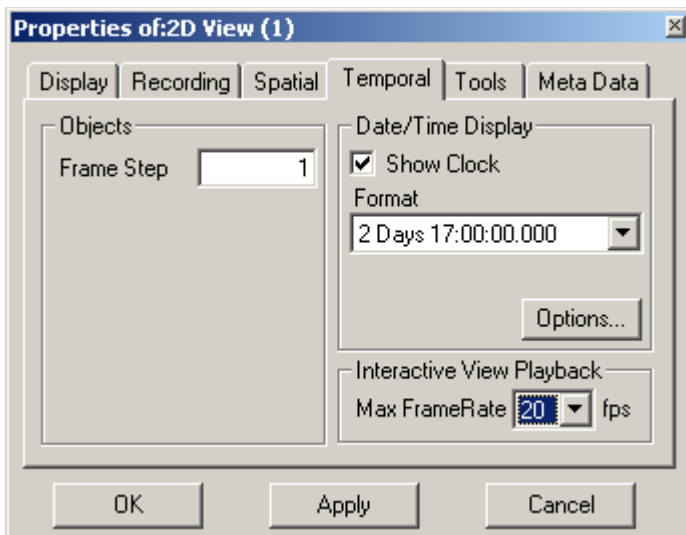 Properties of:2D View (1)
Display Recording Spatial Temporal Tools Meta Data
Objects
Frame Step 1
Date/Time Display
Show Clock
Format
2 Days 17:00:00.000
Options...
Interactive View Playback
Max FrameRate 20 fps
OK Apply Cancel